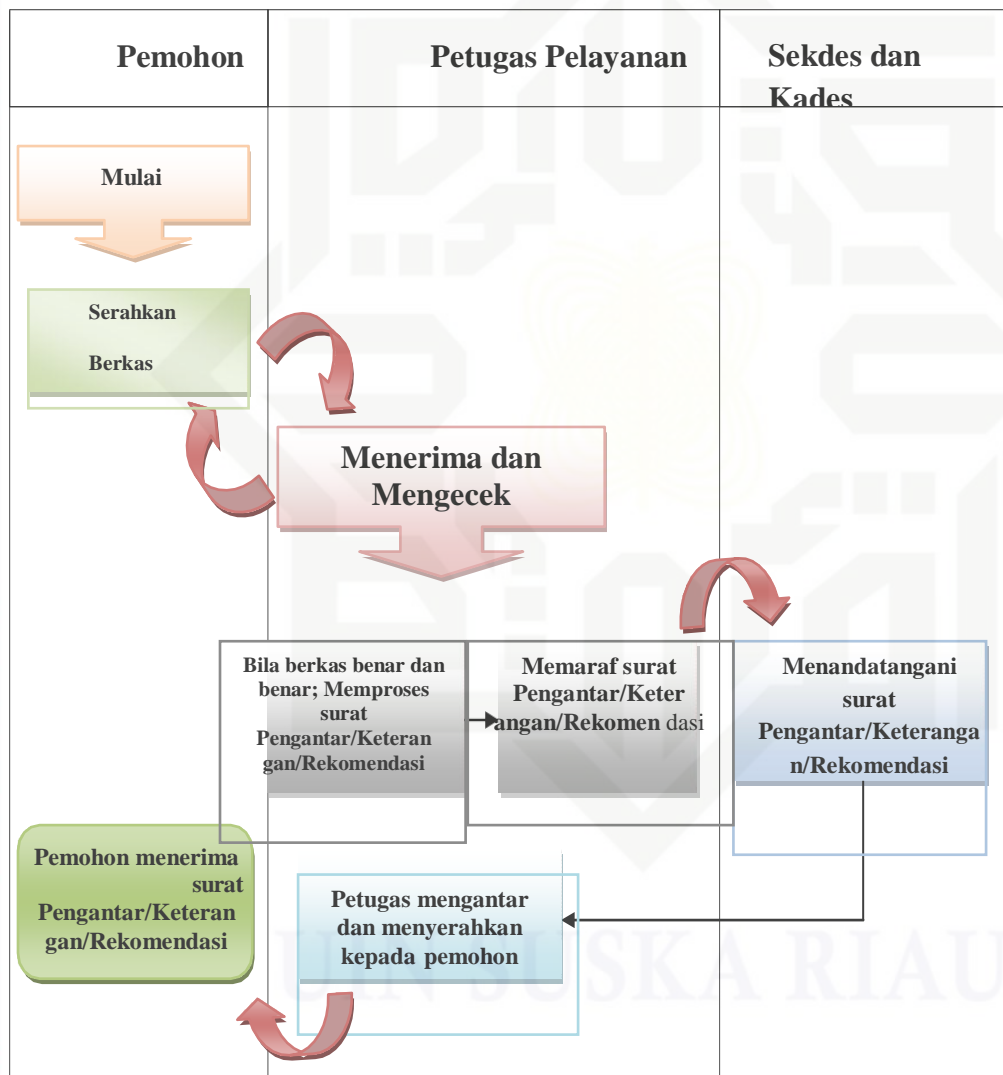 Pemohon
Petugas Pelayanan
Sekdes dan
Kades
Mulai
Serahkan
Berkas
Menerima dan
Mengecek
Bila berkas benar dan
benar; Memproses
surat
Pengantar/Keteran
gan/Rekomendasi
Memaraf surat
Pengantar/Keter
angan/Rekomen dasi
Menandatangani
surat
Pengantar/Keteranga
n/Rekomendasi
Pemohon menerima
surat
Pengantar/Keteran
gan/Rekomendasi
Petugas mengantar
dan menyerahkan
kepada pemohon
UIN SUSKA RIAU